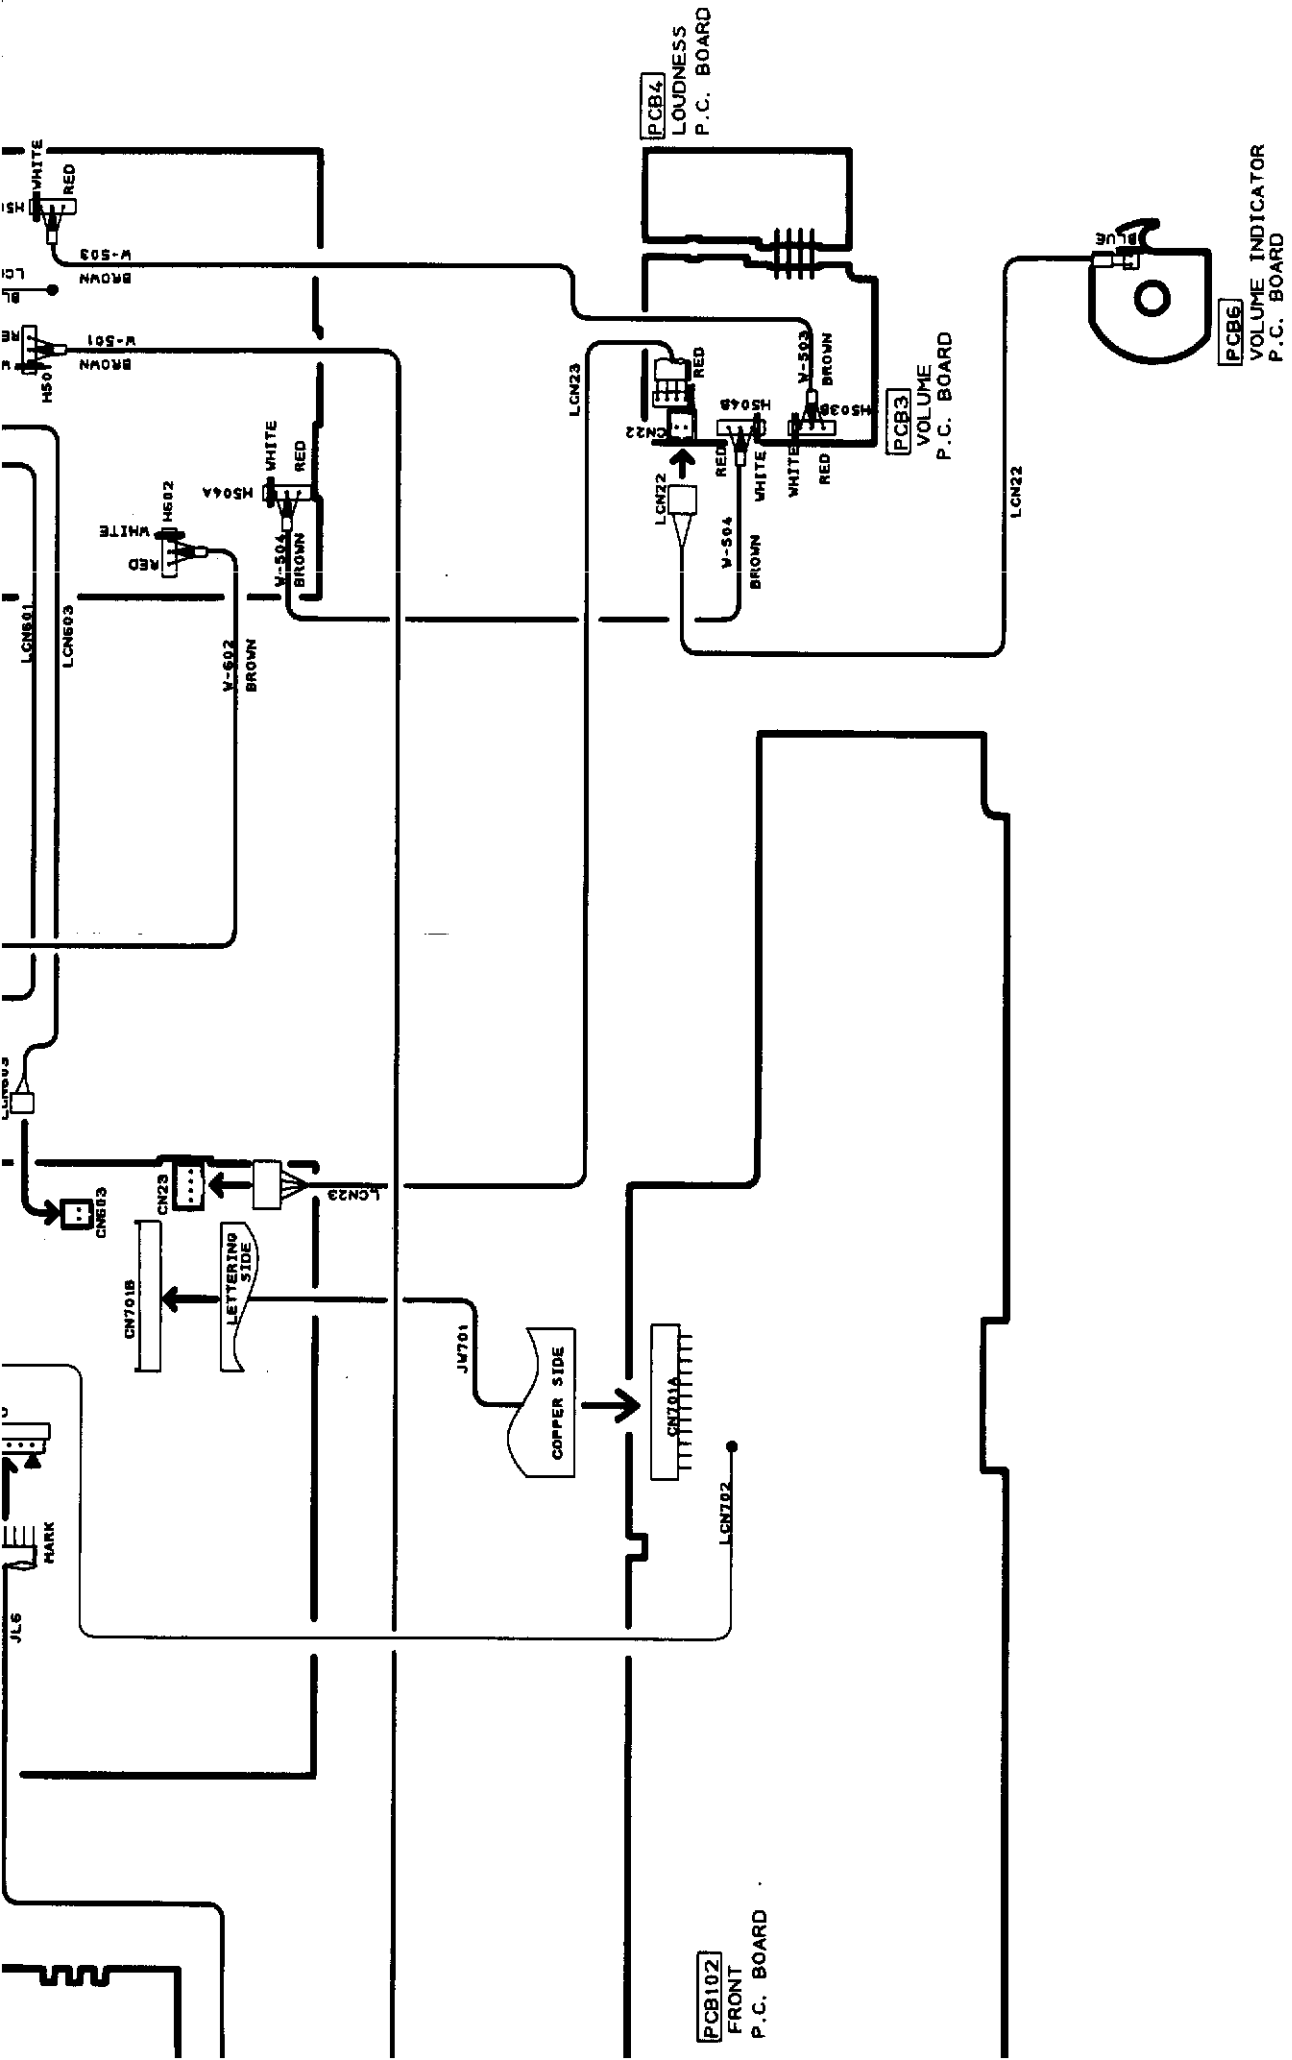 PCB4
LOUDNESS
P.C. BOARD
WHITE
RED
W-503
BROWN
W-501
BROWN
H501
WHITE
RED
H504A
H602
WHITE
RED
W-504
BROWN
LCN601
LCN603
W-602
BROWN
LCN23
RED
W-503
BROWN
CN22
H504B
H503B
RED
WHITE
WHITE
RED
LCN22
W-504
BROWN
PCB3
VOLUME
P.C. BOARD
BLUE
PCB6
VOLUME INDICATOR
P.C. BOARD
LCN22
LCN603
CN603
CN23
LCN23
CN701B
LETTERING
SIDE
JW701
COPPER SIDE
CN701A
LCN702
MARK
JL6
PCB102
FRONT
P.C. BOARD